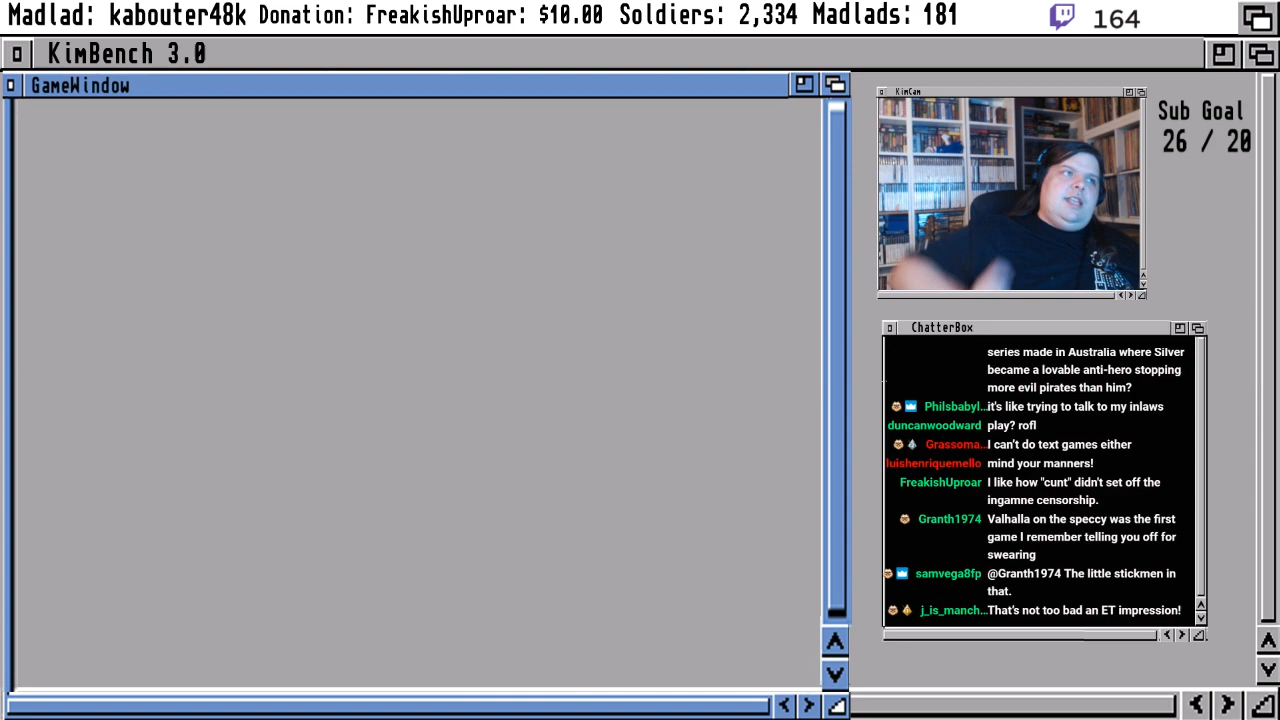 Madlad: kabouter48k Donation: FreakishUproar: $10.00 Soldiers: 2,334 Madlads: 181 164
KimBench 3.0
GameWindow
KimCam
Sub Goal
26 / 20
ChatterBox
series made in Australia where Silver
became a lovable anti-hero stopping
more evil pirates than him?
Philsbabyl... it's like trying to talk to my inlaws
duncanwoodward play? rofl
Grassoma... I can't do text games either
luishenriquemello mind your manners!
FreakishUproar I like how "cunt" didn't set off the
ingamne censorship.
Granth1974 Valhalla on the speccy was the first
game I remember telling you off for
swearing
samvega8fp @Granth1974 The little stickmen in
that.
j_is_manch... That's not too bad an ET impression!